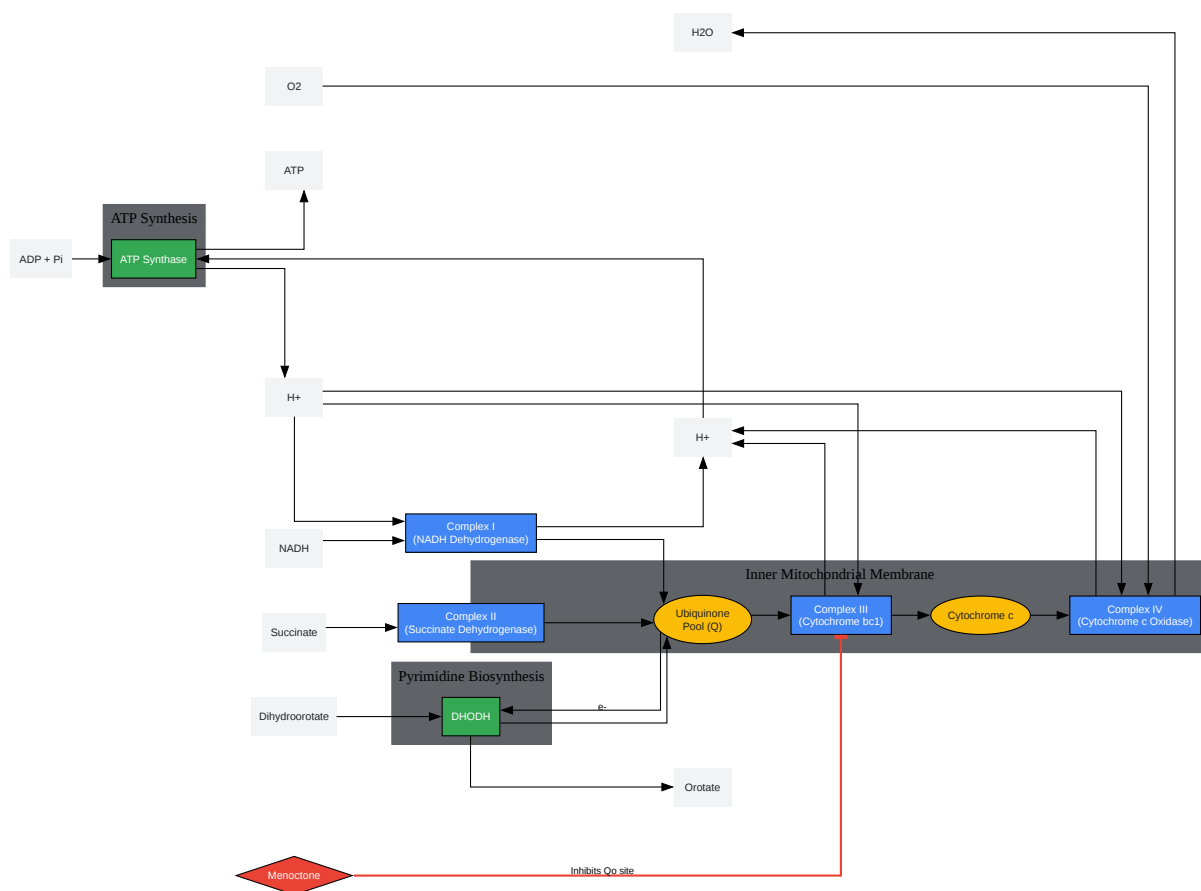 H2O
O2
ATP
ATP Synthesis
ADP + Pi
ATP Synthase
H+
H+
Complex I
(NADH Dehydrogenase)
NADH
Inner Mitochondrial Membrane
Complex II
(Succinate Dehydrogenase)
Ubiquinone
Pool (Q)
Complex III
(Cytochrome bc1)
Cytochrome c
Complex IV
(Cytochrome c Oxidase)
Succinate
Pyrimidine Biosynthesis
Dihydroorotate
DHODH
e-
Orotate
Menoctone
Inhibits Qo site